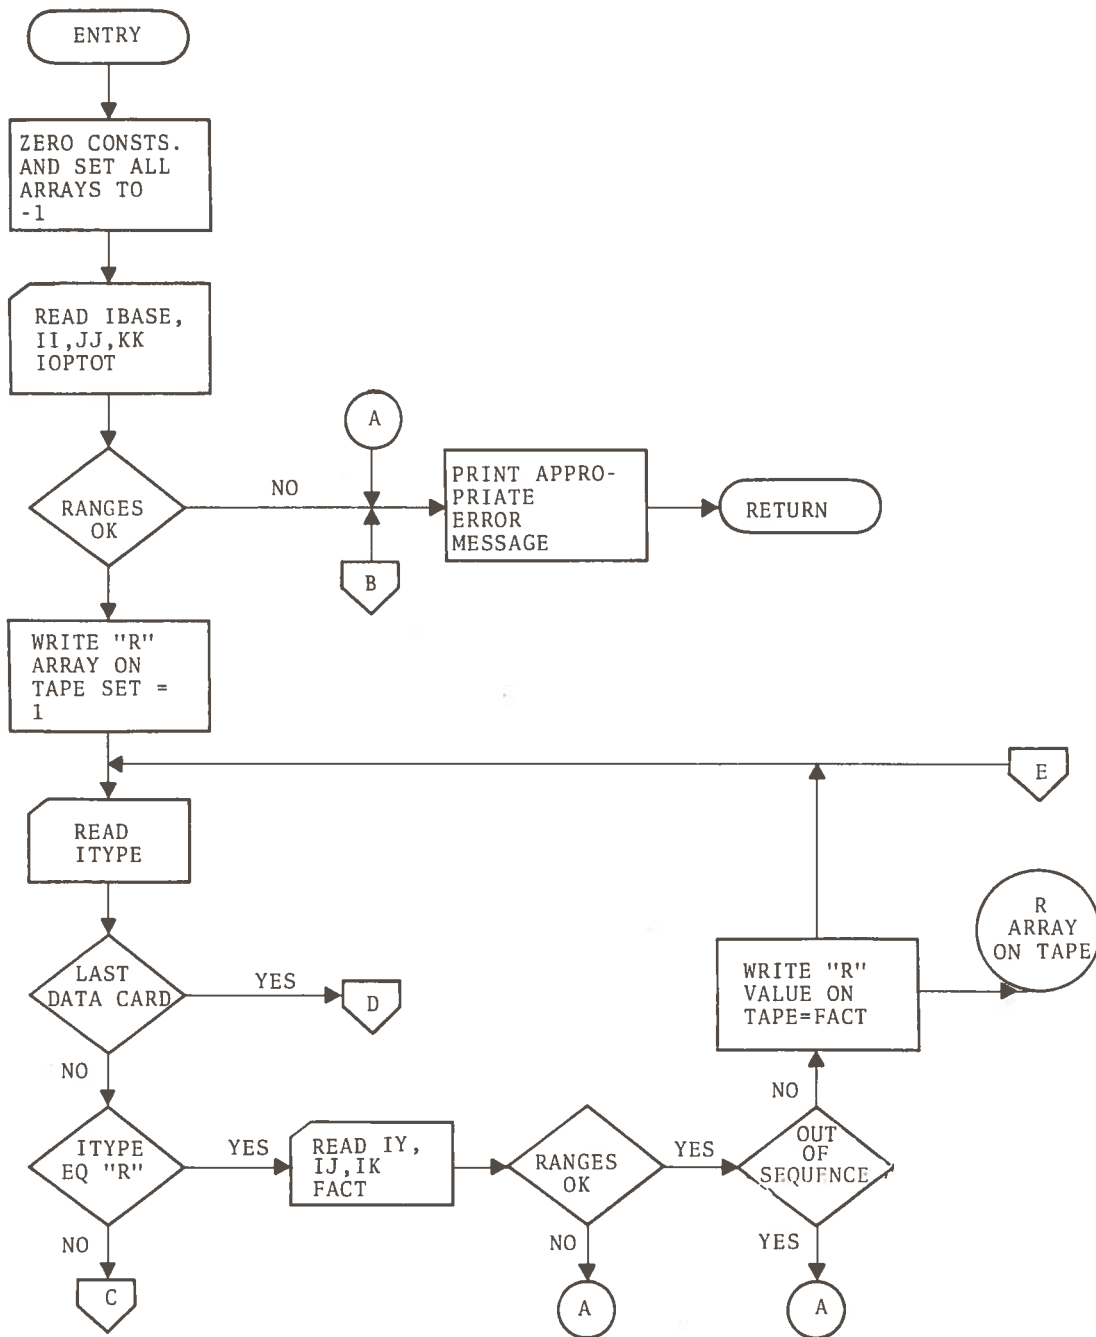 ENTRY
ZERO CONSTS.
AND SET ALL
ARRAYS TO
-1
READ IBASE,
II,JJ,KK
IOPTOT
RANGES
OK
NO
A
B
PRINT APPRO-
PRIATE
ERROR
MESSAGE
RETURN
WRITE "R"
ARRAY ON
TAPE SET =
1
E
READ
ITYPE
LAST
DATA CARD
YES
D
NO
WRITE "R"
VALUE ON
TAPE=FACT
R
ARRAY
ON TAPE
NO
ITYPE
EQ "R"
YES
READ IY,
IJ,IK
FACT
RANGES
OK
YES
OUT
OF
SEQUENCE
NO
C
NO
A
YES
A